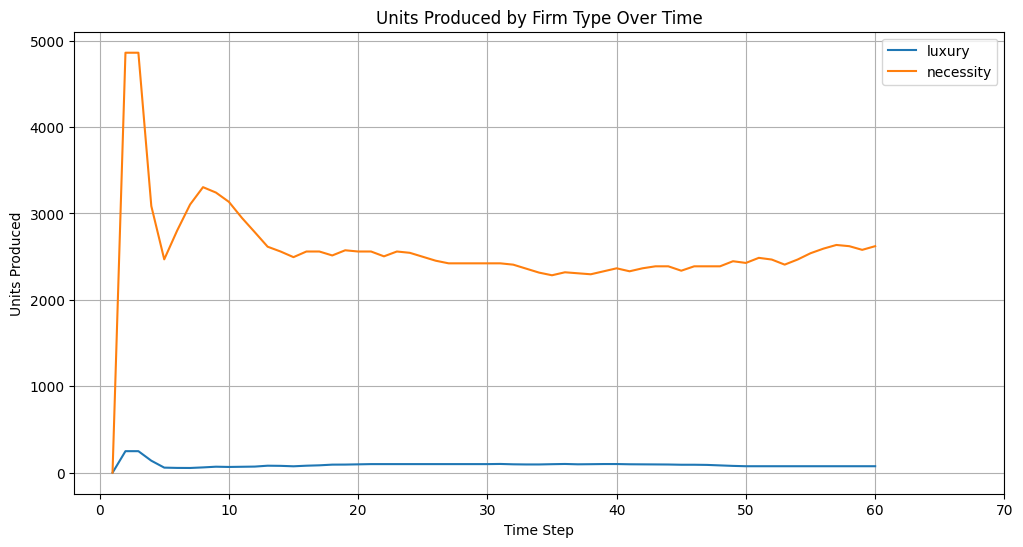 Units Produced by Firm Type Over Time
luxury
necessity
Units Produced
5000
4000
3000
2000
1000
0
0 10 20 30 40 50 60 70
Time Step